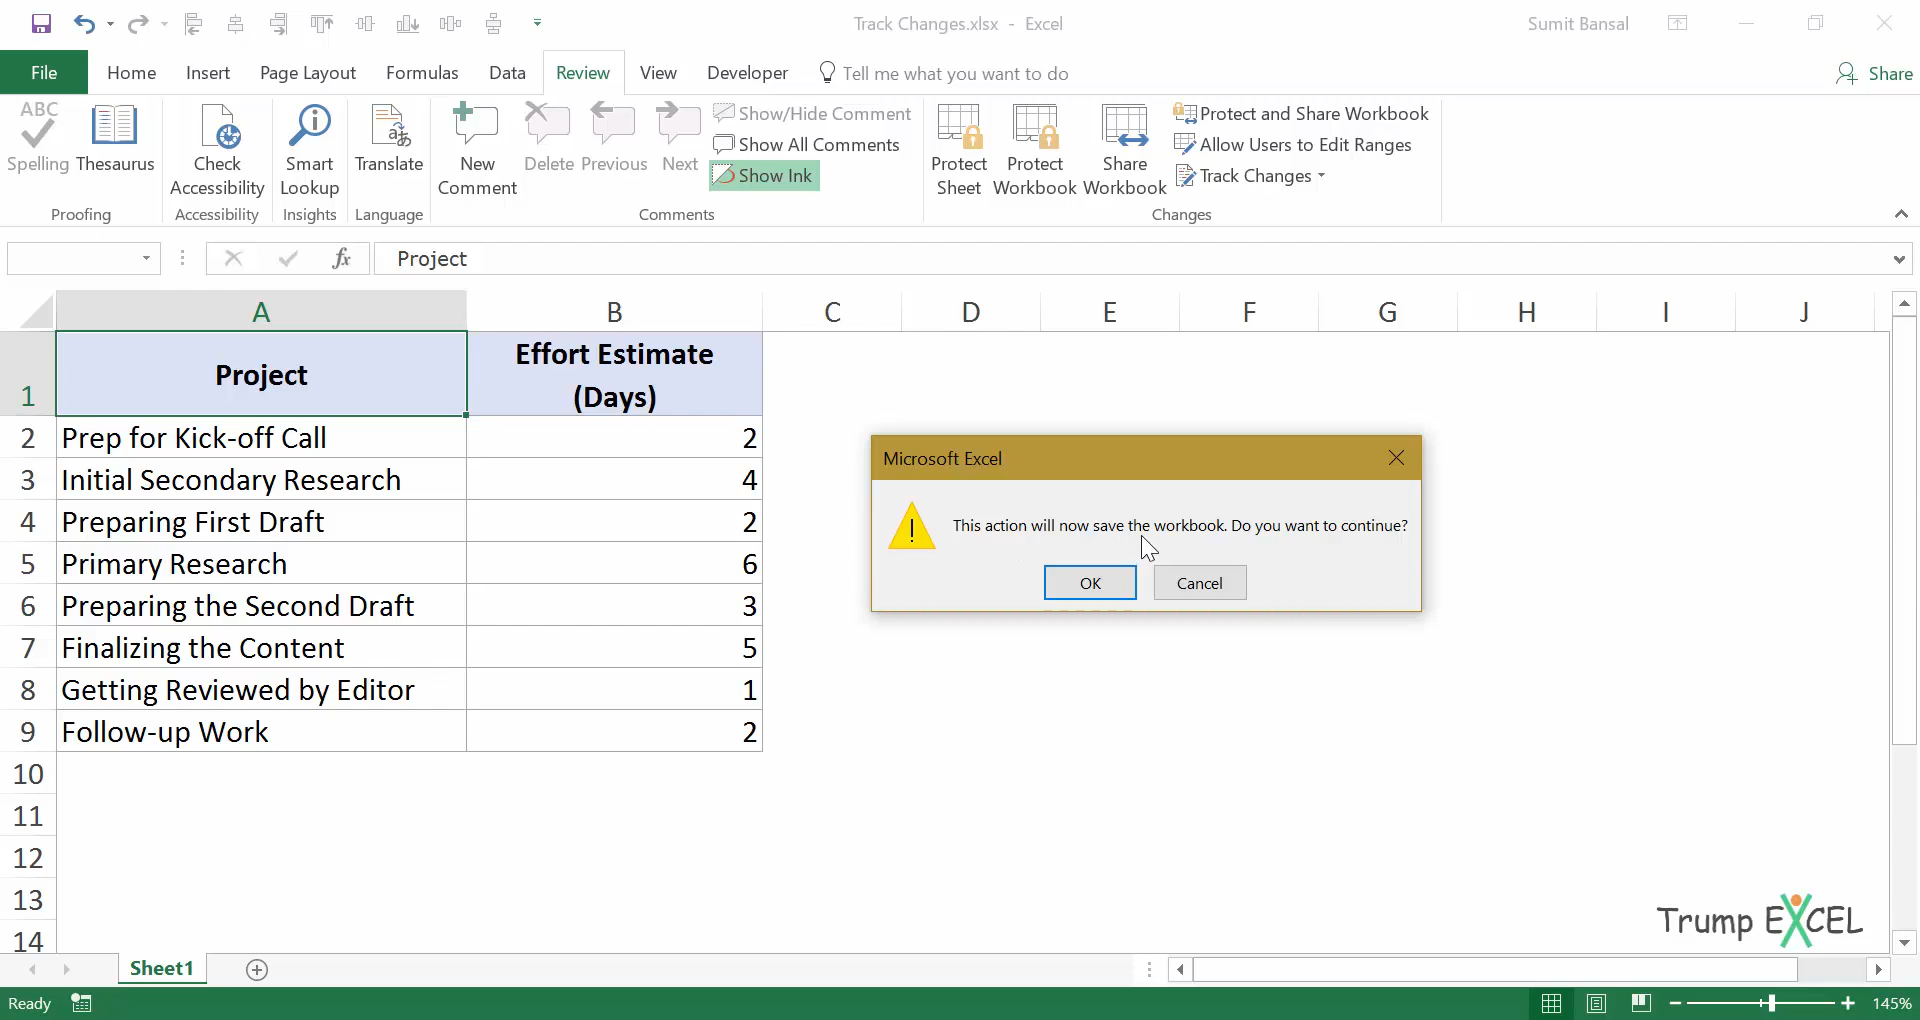 Track Changes.xlsx - Excel
Sumit Bansal
File Home Insert Page Layout Formulas Data Review View Developer Tell me what you want to do Share
ABC
Spelling
Thesaurus
Proofing
Check
Accessibility
Accessibility
Smart
Lookup
Insights
Translate
Language
New
Comment
Delete
Previous
Next
Show/Hide Comment
Show All Comments
Show Ink
Comments
Protect
Sheet
Protect
Workbook
Share
Workbook
Protect and Share Workbook
Allow Users to Edit Ranges
Track Changes
Changes
fx Project
A B C D E F G H I J
1 Project Effort Estimate
(Days)
2 Prep for Kick-off Call 2
3 Initial Secondary Research 4
4 Preparing First Draft 2
5 Primary Research 6
6 Preparing the Second Draft 3
7 Finalizing the Content 5
8 Getting Reviewed by Editor 1
9 Follow-up Work 2
10
11
12
13
14
Microsoft Excel
This action will now save the workbook. Do you want to continue?
OK Cancel
Trump EXCEL
Sheet1
Ready
145%